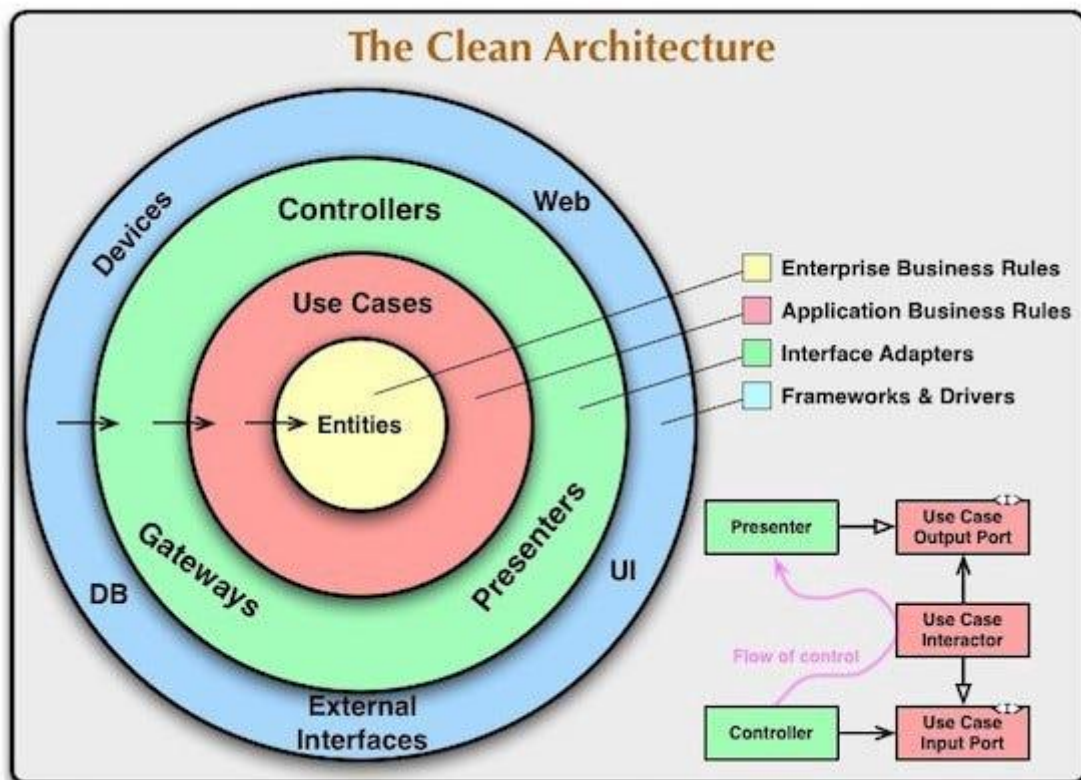 The Clean Architecture
Devices
Web
Controllers
Use Cases
Entities
Gateways
Presenters
DB
UI
External
Interfaces
Enterprise Business Rules
Application Business Rules
Interface Adapters
Frameworks & Drivers
Presenter
<I>
Use Case
Output Port
Use Case
Interactor
Flow of control
Controller
<I>
Use Case
Input Port